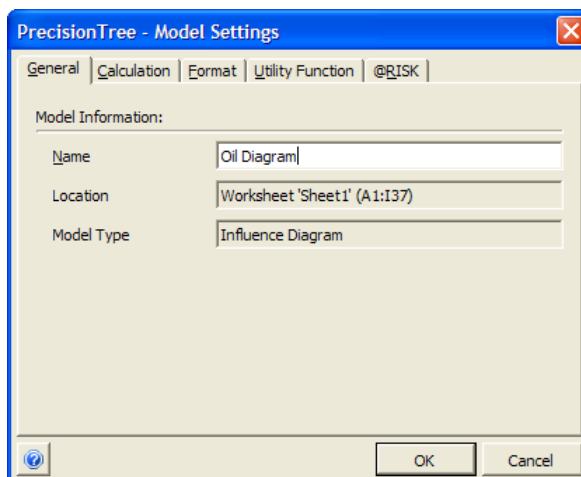 PrecisionTree - Model Settings
General Calculation Format Utility Function @RISK
Model Information:
Name Oil Diagram
Location Worksheet 'Sheet1' (A1:I37)
Model Type Influence Diagram
OK Cancel